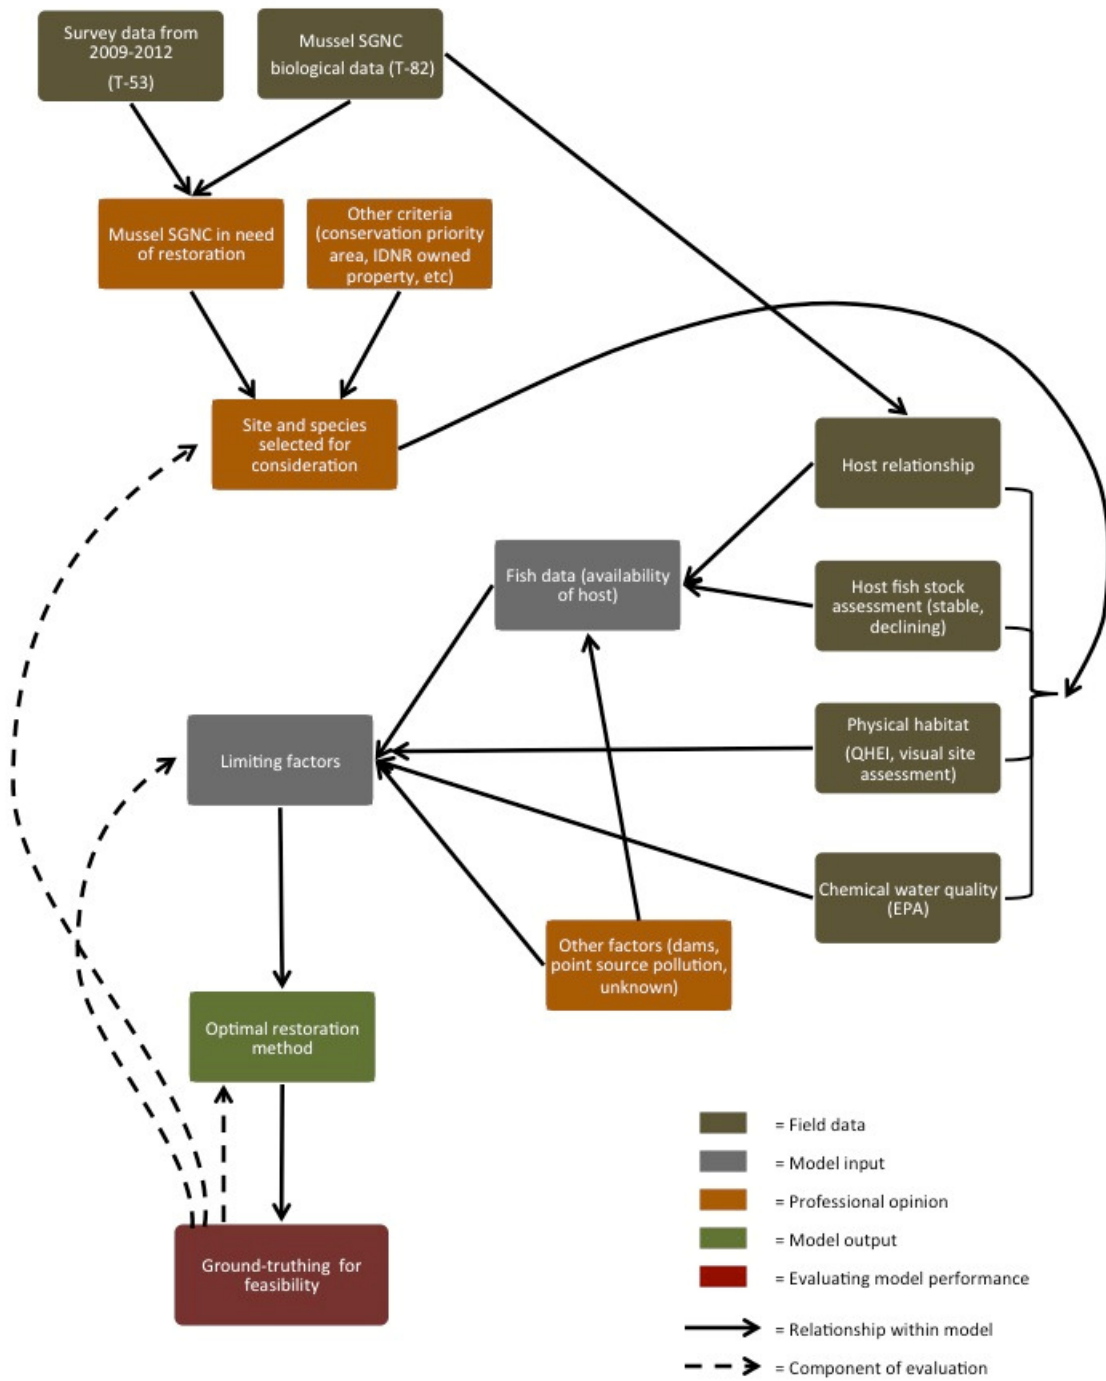 Survey data from
2009-2012
(T-53)
Mussel SGNC
biological data (T-82)
Mussel SGNC in need
of restoration
Other criteria
(conservation priority
area, IDNR owned
property, etc)
Site and species
selected for
consideration
Host relationship
Fish data (availability
of host)
Host fish stock
assessment (stable,
declining)
Limiting factors
Physical habitat
(QHEI, visual site
assessment)
Chemical water quality
(EPA)
Other factors (dams,
point source pollution,
unknown)
Optimal restoration
method
Ground-truthing for
feasibility
= Field data
= Model input
= Professional opinion
= Model output
= Evaluating model performance
= Relationship within model
= Component of evaluation